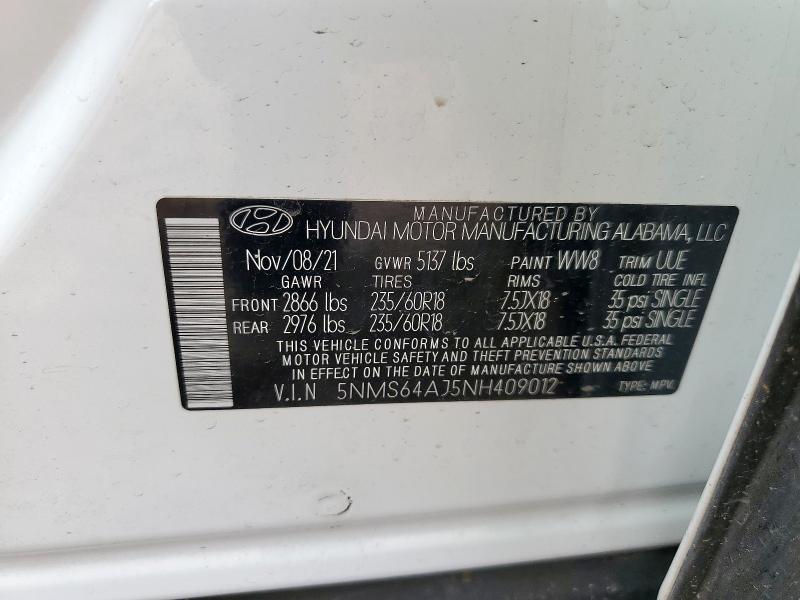 MANUFACTURED BY
HYUNDAI MOTOR MANUFACTURING ALABAMA, LLC
Nov/08/21 GVWR 5137 lbs PAINT WW8 TRIM UUE
GAWR TIRES RIMS COLD TIRE INFL
FRONT 2866 lbs 235/60R18 7.5JX18 35 psi SINGLE
REAR 2976 lbs 235/60R18 7.5JX18 35 psi SINGLE
THIS VEHICLE CONFORMS TO ALL APPLICABLE U.S.A. FEDERAL
MOTOR VEHICLE SAFETY AND THEFT PREVENTION STANDARDS
IN EFFECT ON THE DATE OF MANUFACTURE SHOWN ABOVE.
V.I.N 5NMS64AJ5NH409012 TYPE: MPV